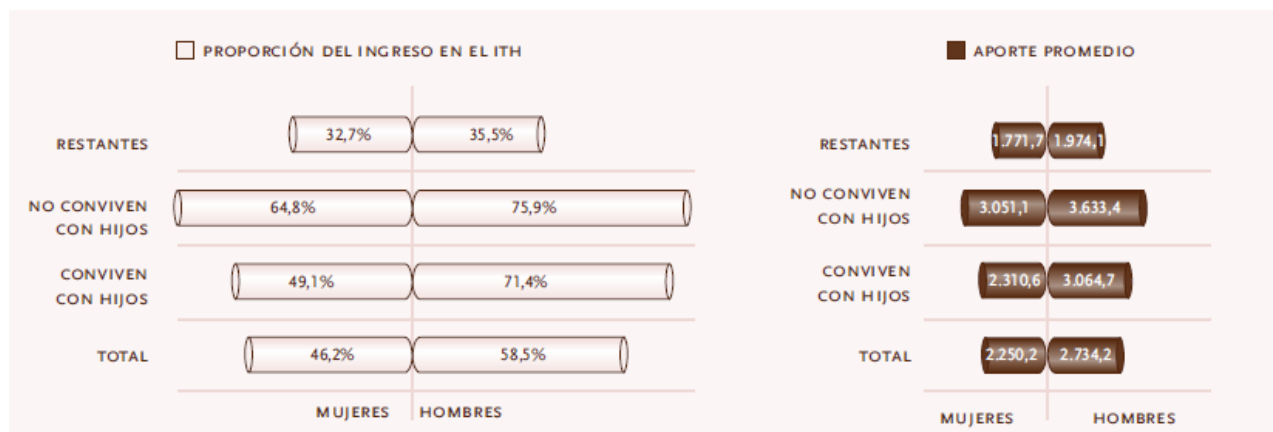 PROPORCIÓN DEL INGRESO EN EL ITH
RESTANTES
32,7%
35,5%
NO CONVIVEN
CON HIJOS
64,8%
75,9%
CONVIVEN
CON HIJOS
49,1%
71,4%
TOTAL
46,2%
58,5%
MUJERES
HOMBRES
APORTE PROMEDIO
RESTANTES
1.771,7
1.974,1
NO CONVIVEN
CON HIJOS
3.051,1
3.633,4
CONVIVEN
CON HIJOS
2.310,6
3.064,7
TOTAL
2.250,2
2.734,2
MUJERES
HOMBRES